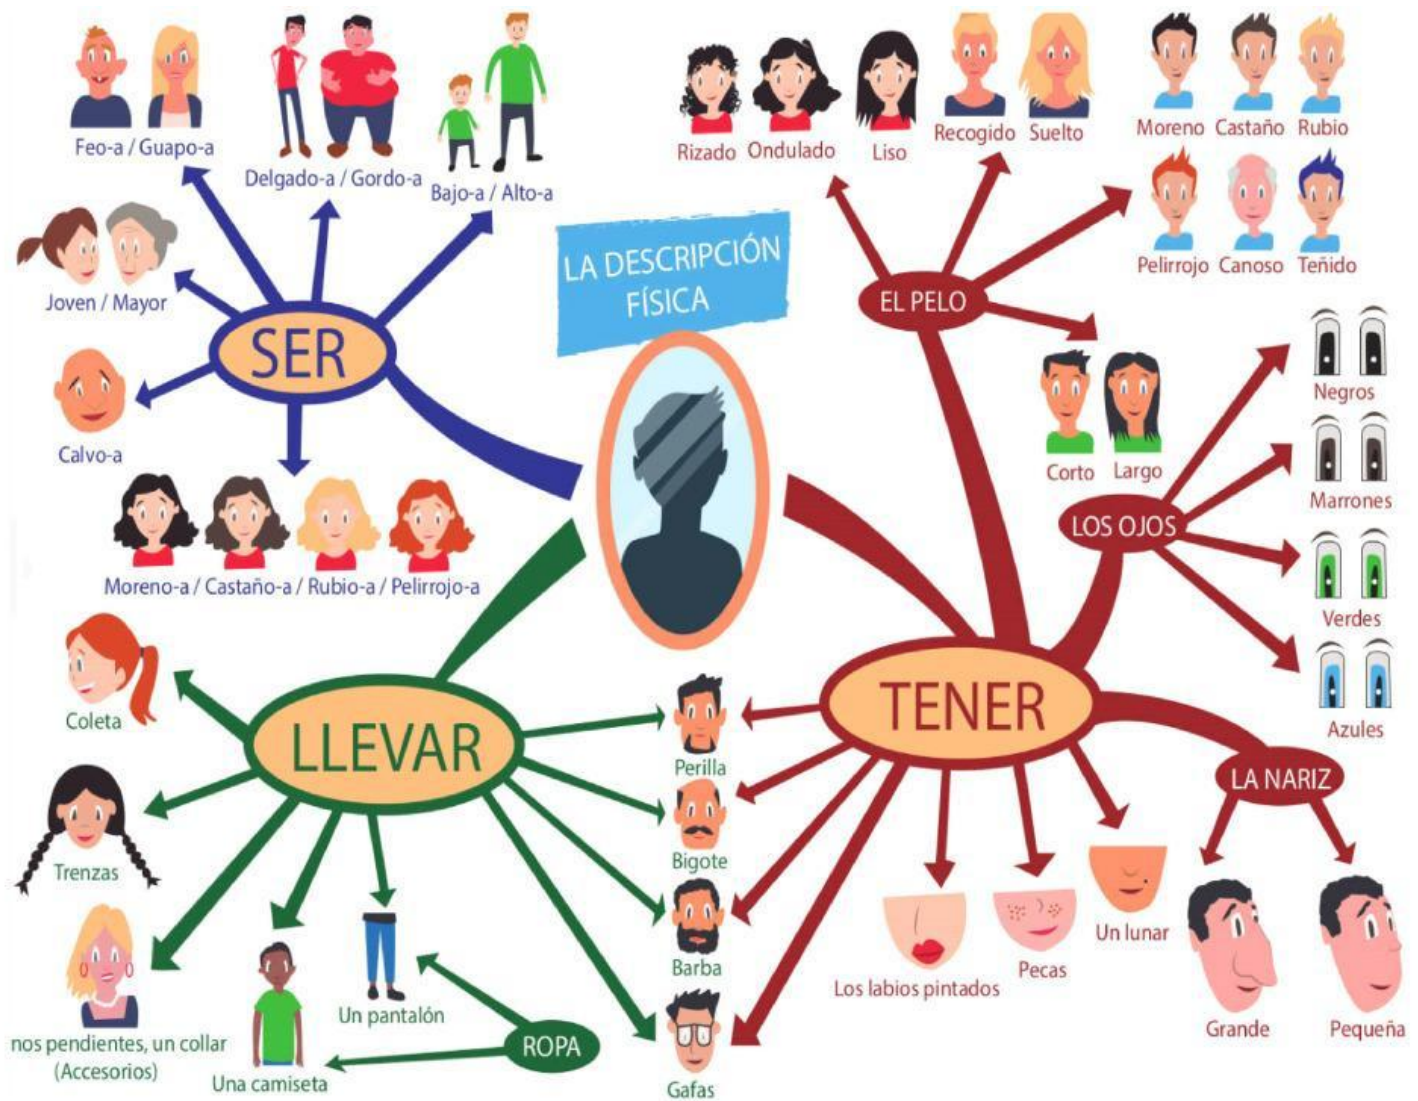 LA DESCRIPCIÓN
FÍSICA
SER
Feo-a / Guapo-a
Delgado-a / Gordo-a
Bajo-a / Alto-a
Joven / Mayor
Calvo-a
Moreno-a / Castaño-a / Rubio-a / Pelirrojo-a
EL PELO
Rizado Ondulado Liso
Recogido Suelto
Moreno Castaño Rubio
Pelirrojo Canoso Teñido
Corto Largo
LOS OJOS
Negros
Marrones
Verdes
Azules
TENER
LA NARIZ
Grande Pequeña
Un lunar
Pecas
Los labios pintados
LLEVAR
Coleta
Trenzas
nos pendientes, un collar
(Accesorios)
Una camiseta
Un pantalón
ROPA
Perilla
Bigote
Barba
Gafas